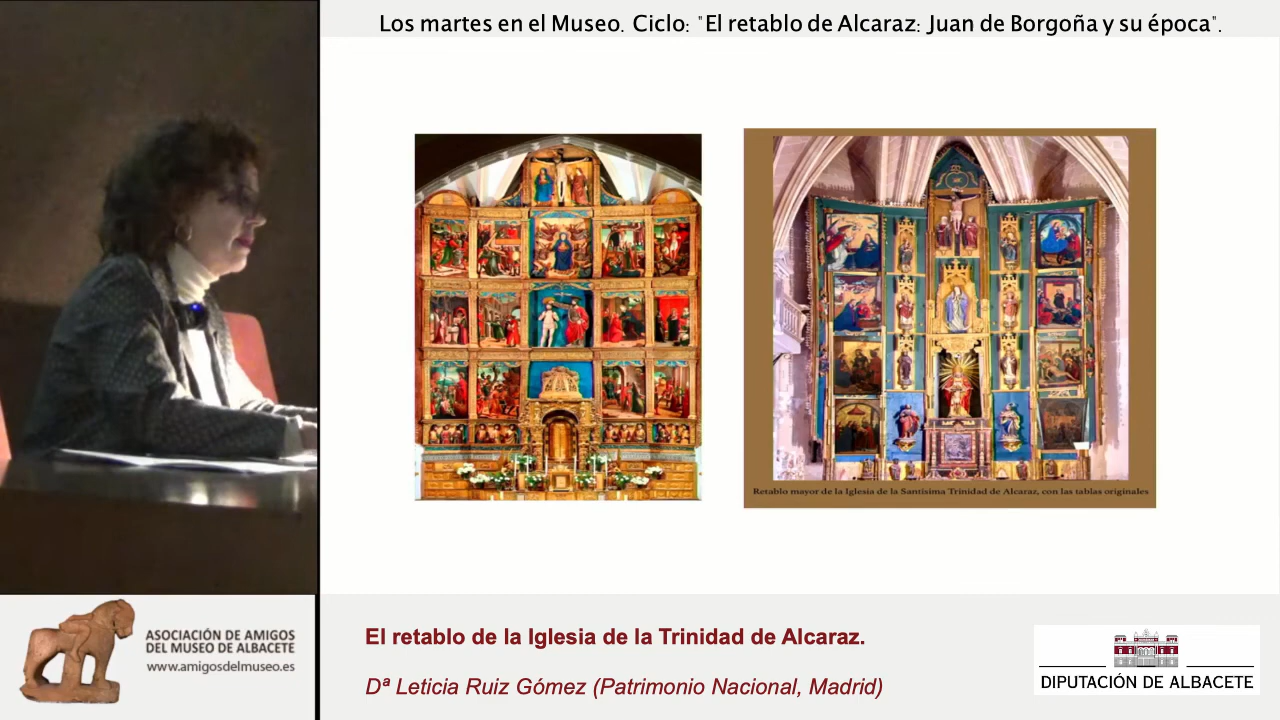 Los martes en el Museo. Ciclo: "El retablo de Alcaraz: Juan de Borgoña y su época".
Retablo mayor de la Iglesia de la Santísima Trinidad de Alcaraz, con las tablas originales
ASOCIACIÓN DE AMIGOS
DEL MUSEO DE ALBACETE
www.amigosdelmuseo.es
El retablo de la Iglesia de la Trinidad de Alcaraz.
Dª Leticia Ruiz Gómez (Patrimonio Nacional, Madrid)
DIPUTACIÓN DE ALBACETE